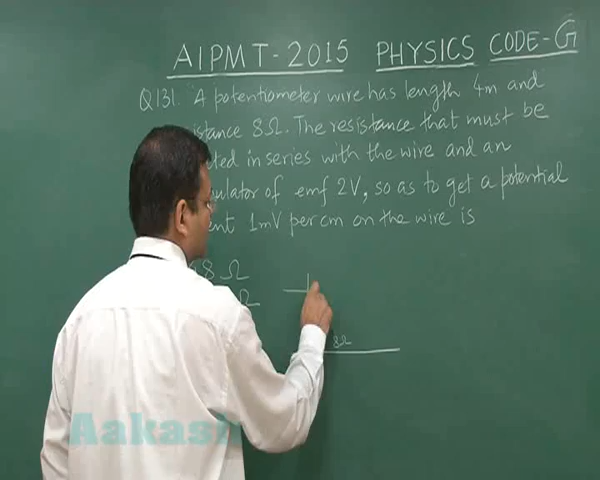 AIPMT-2015 PHYSICS CODE-G
Q131. A potentiometer wire has length 4m and
istance 8Ω. The resistance that must be
ted in series with the wire and an
ulator of emf 2V, so as to get a potential
ent 1mV per cm on the wire is
48 Ω
Ω
8Ω
Aakash